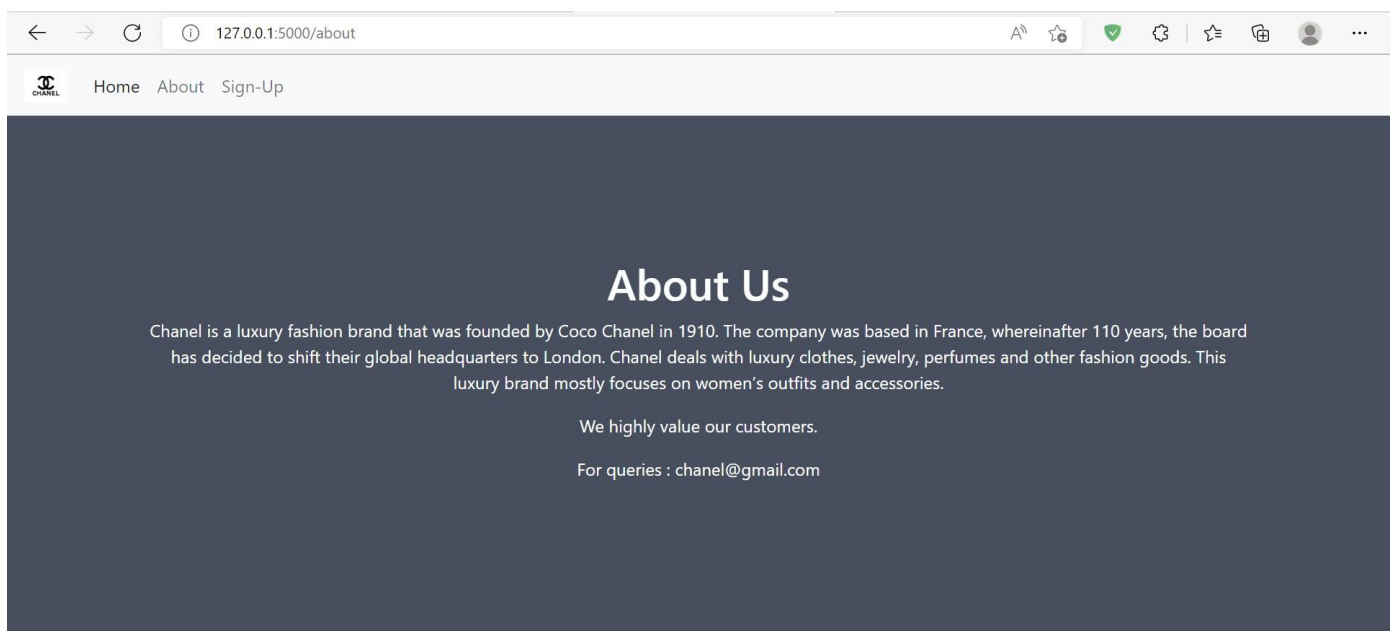 127.0.0.1:5000/about
CHANEL
Home About Sign-Up
About Us
Chanel is a luxury fashion brand that was founded by Coco Chanel in 1910. The company was based in France, whereinafter 110 years, the board
has decided to shift their global headquarters to London. Chanel deals with luxury clothes, jewelry, perfumes and other fashion goods. This
luxury brand mostly focuses on women’s outfits and accessories.
We highly value our customers.
For queries : chanel@gmail.com